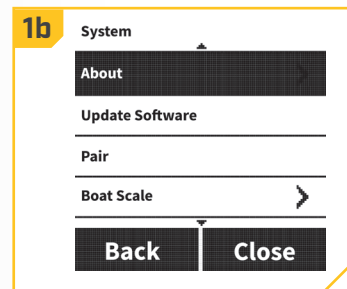 1b
System
About
Update Software
Pair
Boat Scale
Back Close